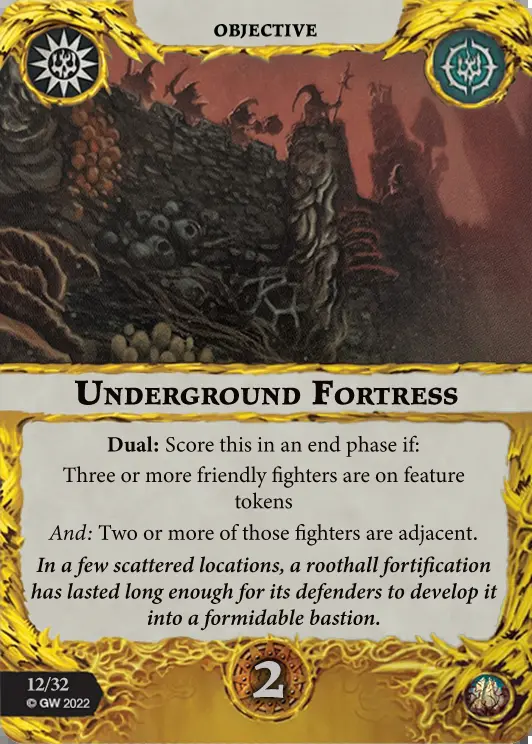 OBJECTIVE
UNDERGROUND FORTRESS
Dual: Score this in an end phase if:
Three or more friendly fighters are on feature
tokens
And: Two or more of those fighters are adjacent.
In a few scattered locations, a roothall fortification
has lasted long enough for its defenders to develop it
into a formidable bastion.
2
12/32
© GW 2022